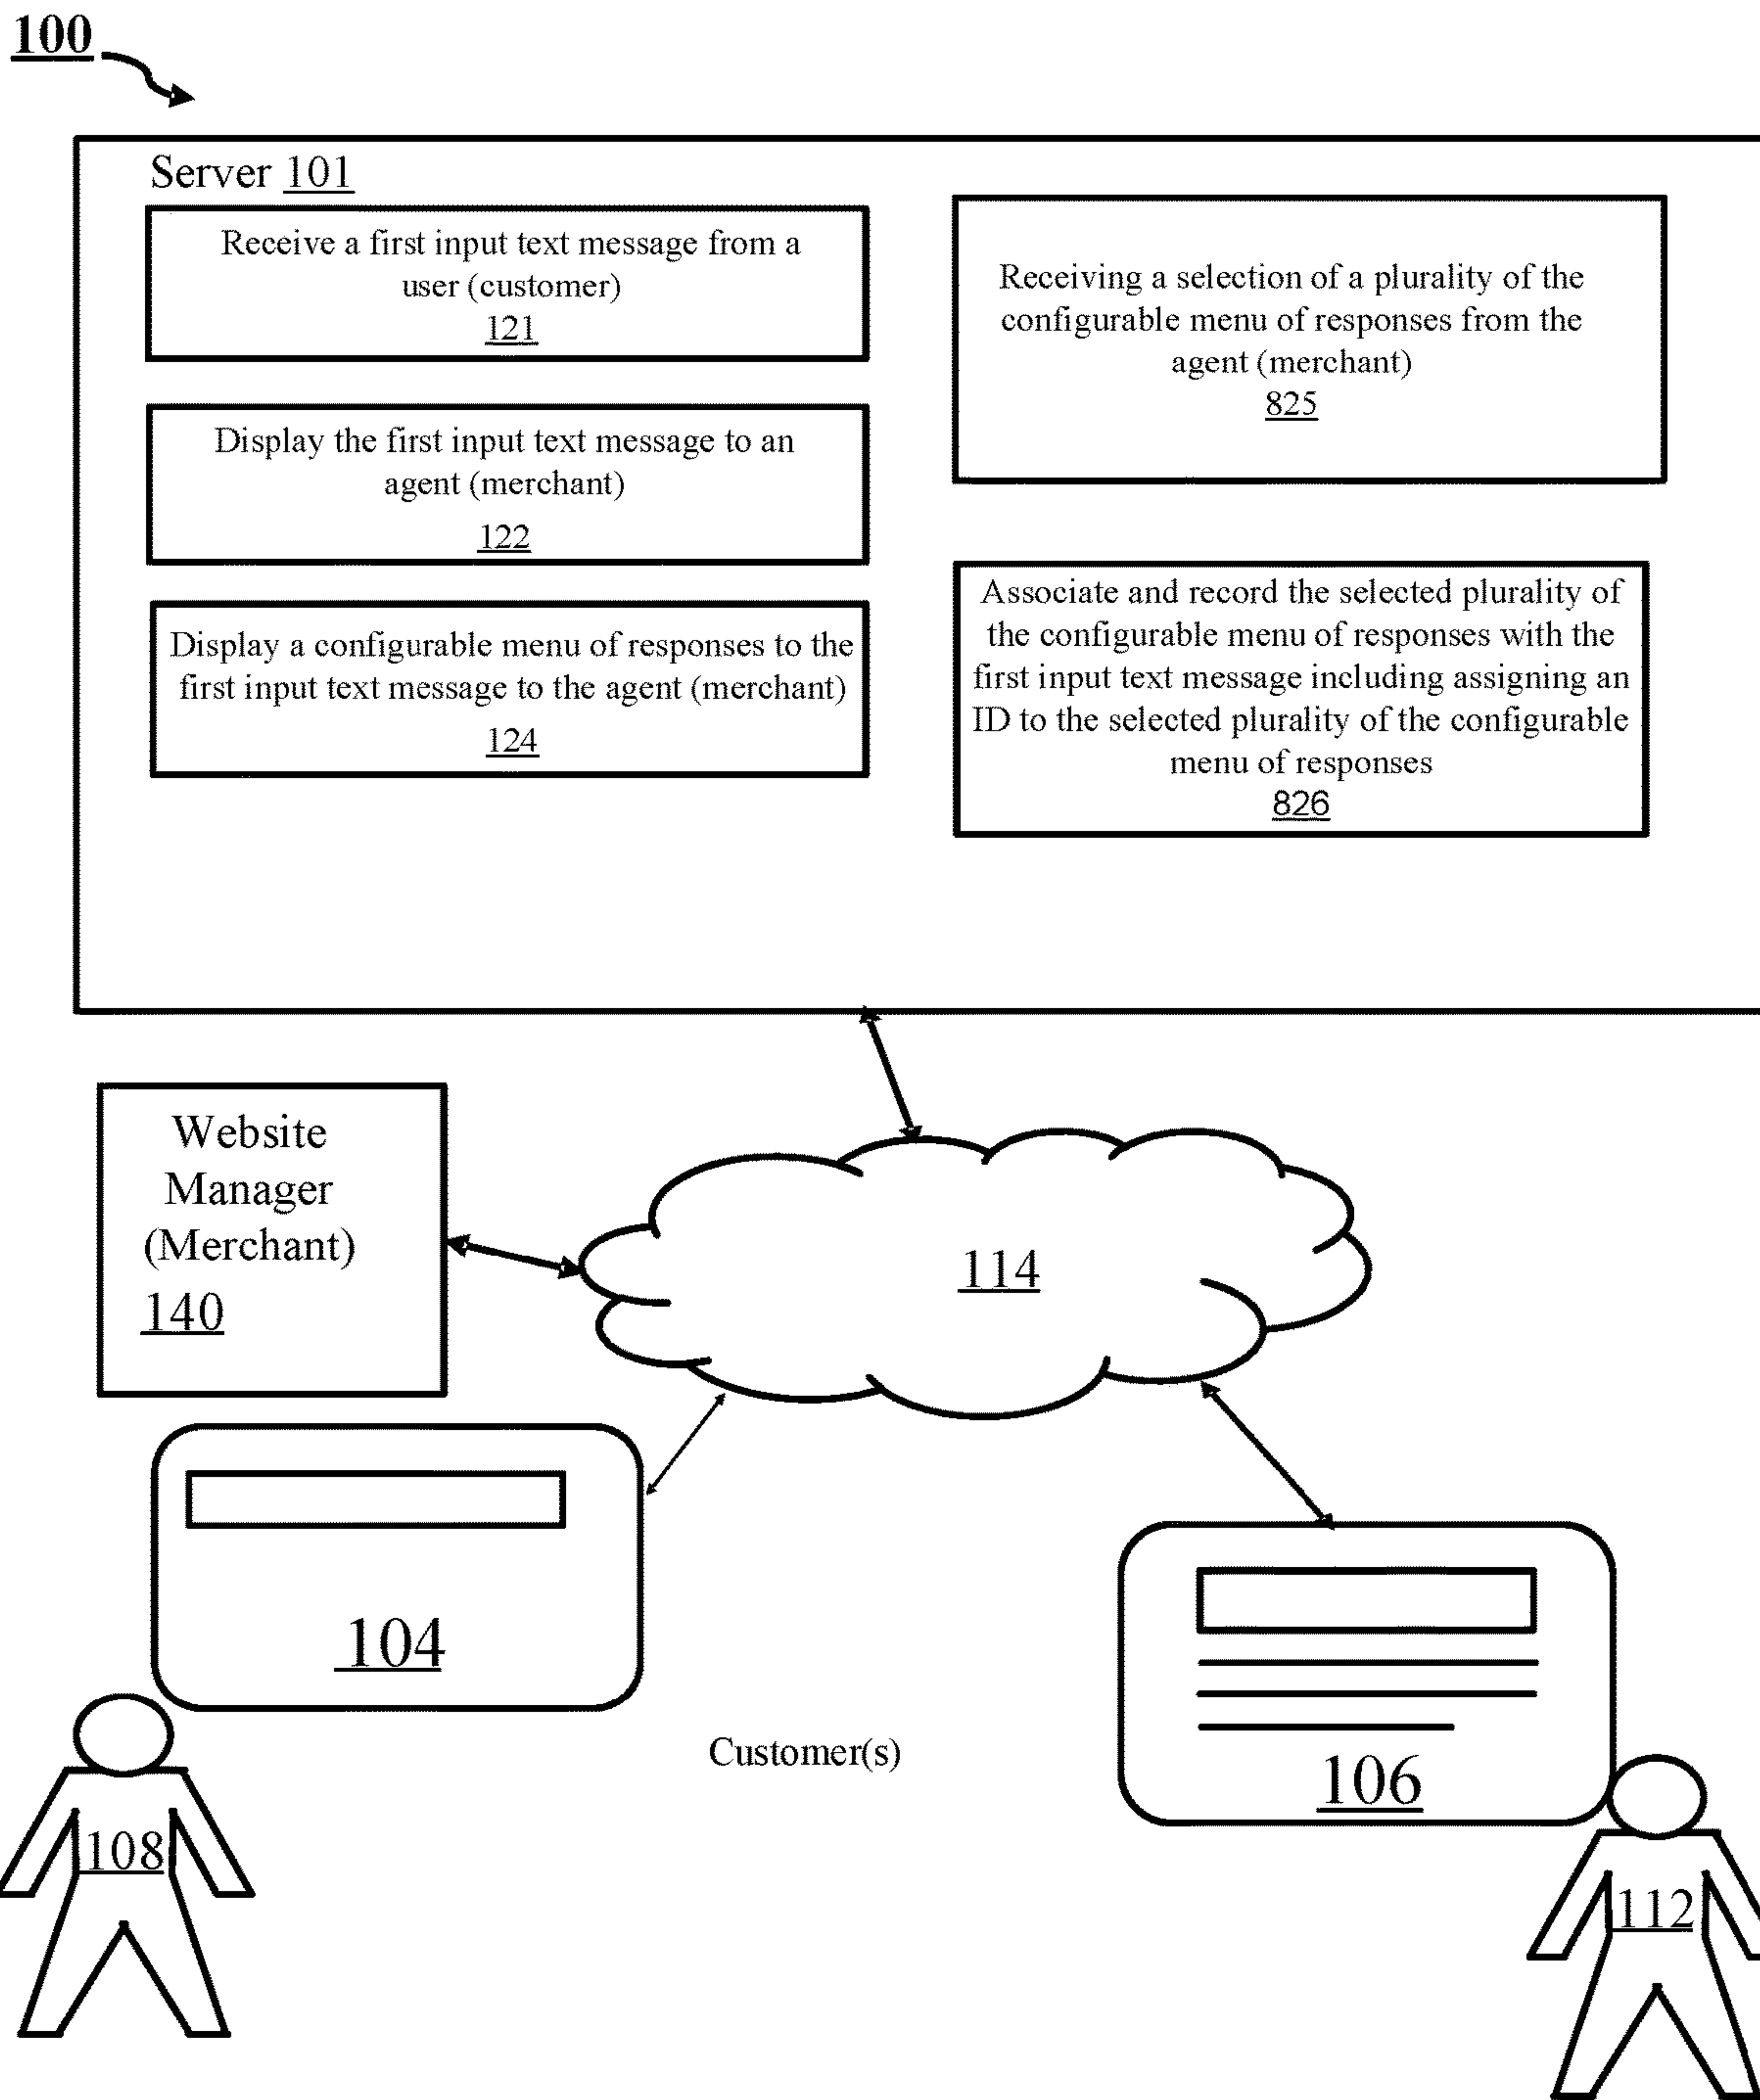 100
Server 101
Receive a first input text message from a
user (customer)
121
Display the first input text message to an
agent (merchant)
122
Display a configurable menu of responses to the
first input text message to the agent (merchant)
124
Receiving a selection of a plurality of the
configurable menu of responses from the
agent (merchant)
825
Associate and record the selected plurality of
the configurable menu of responses with the
first input text message including assigning an
ID to the selected plurality of the configurable
menu of responses
826
Website
Manager
(Merchant)
140
114
104
106
Customer(s)
108
112